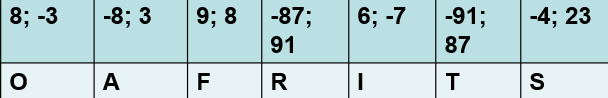 8; -3 -8; 3 9; 8 -87; 91 6; -7 -91; 87 -4; 23
O A F R I T S